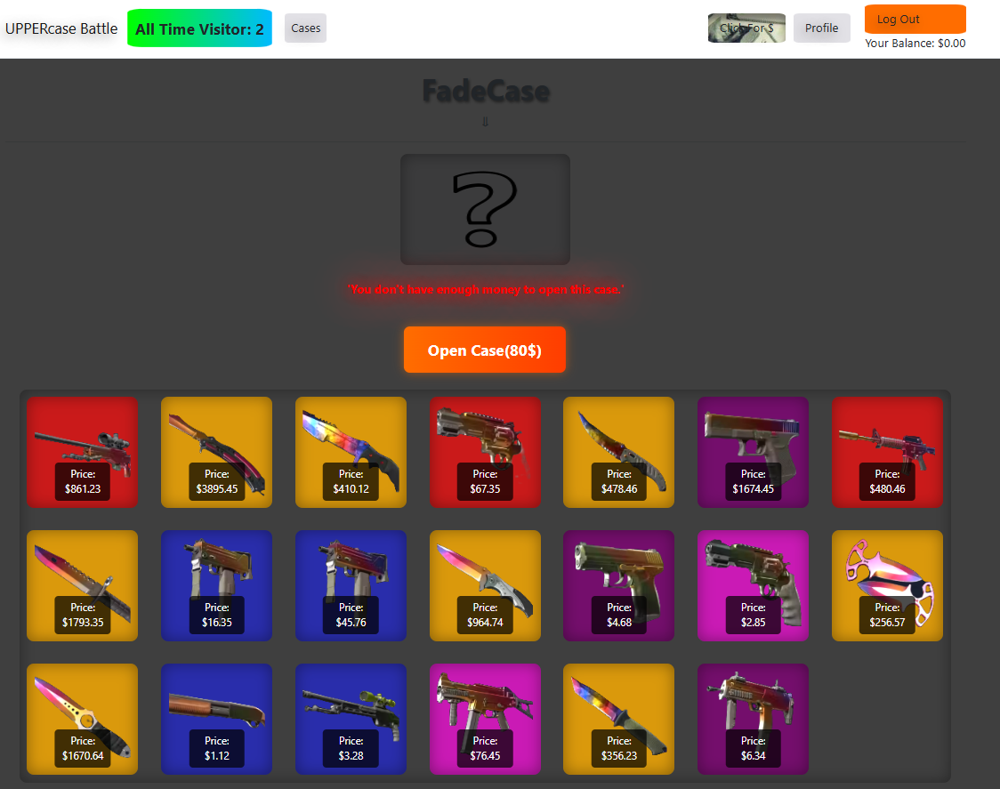 UPPERcase Battle
All Time Visitor: 2
Cases
Click For $
Profile
Log Out
Your Balance: $0.00
FadeCase
⇓
?
'You don't have enough money to open this case.'
Open Case(80$)
Price:
$861.23
Price:
$3895.45
Price:
$410.12
Price:
$67.35
Price:
$478.46
Price:
$1674.45
Price:
$480.46
Price:
$1793.35
Price:
$16.35
Price:
$45.76
Price:
$964.74
Price:
$4.68
Price:
$2.85
Price:
$256.57
Price:
$1670.64
Price:
$1.12
Price:
$3.28
Price:
$76.45
Price:
$356.23
Price:
$6.34